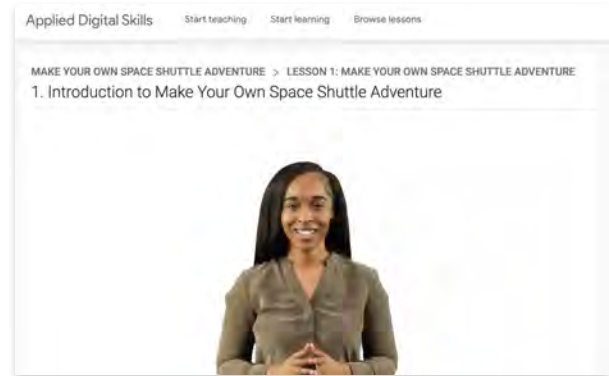 Applied Digital Skills Start teaching Start learning Browse lessons
MAKE YOUR OWN SPACE SHUTTLE ADVENTURE > LESSON 1: MAKE YOUR OWN SPACE SHUTTLE ADVENTURE
1. Introduction to Make Your Own Space Shuttle Adventure